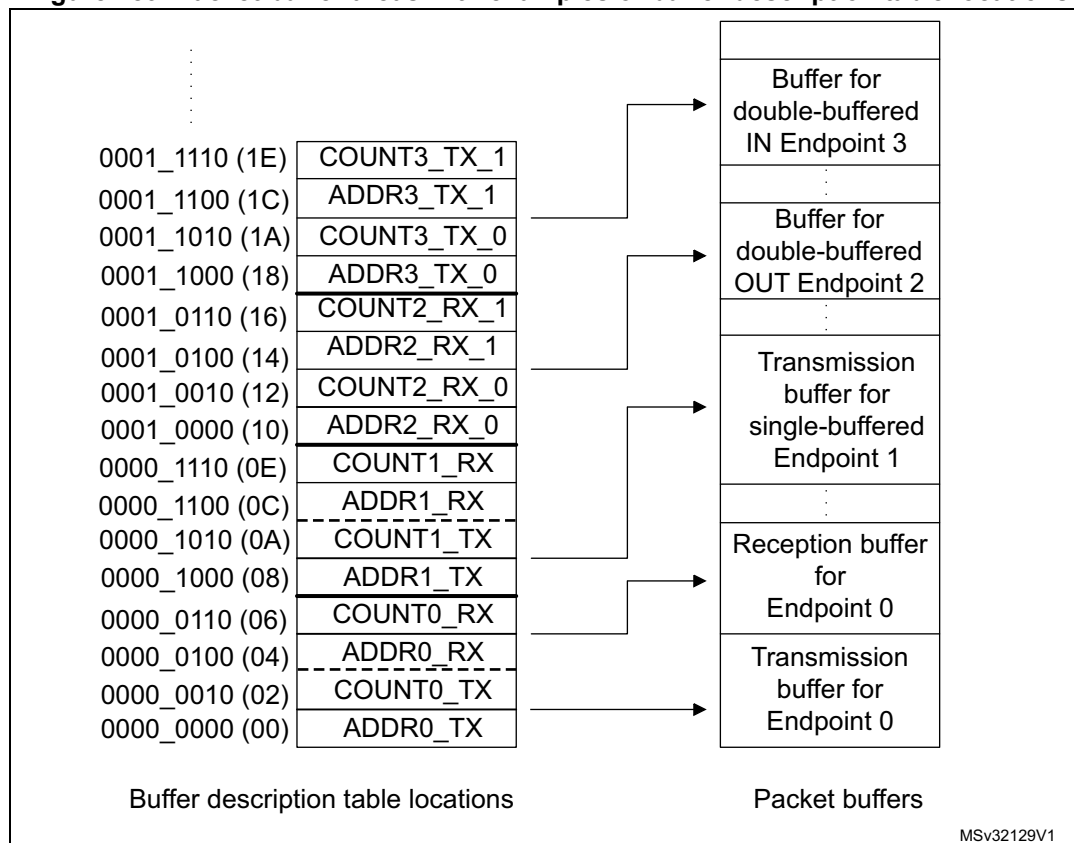 0001_1110 (1E) COUNT3_TX_1
0001_1100 (1C) ADDR3_TX_1
0001_1010 (1A) COUNT3_TX_0
0001_1000 (18) ADDR3_TX_0
0001_0110 (16) COUNT2_RX_1
0001_0100 (14) ADDR2_RX_1
0001_0010 (12) COUNT2_RX_0
0001_0000 (10) ADDR2_RX_0
0000_1110 (0E) COUNT1_RX
0000_1100 (0C) ADDR1_RX
0000_1010 (0A) COUNT1_TX
0000_1000 (08) ADDR1_TX
0000_0110 (06) COUNT0_RX
0000_0100 (04) ADDR0_RX
0000_0010 (02) COUNT0_TX
0000_0000 (00) ADDR0_TX
Buffer description table locations
Buffer for
double-buffered
IN Endpoint 3
Buffer for
double-buffered
OUT Endpoint 2
Transmission
buffer for
single-buffered
Endpoint 1
Reception buffer
for
Endpoint 0
Transmission
buffer for
Endpoint 0
Packet buffers
MSv32129V1